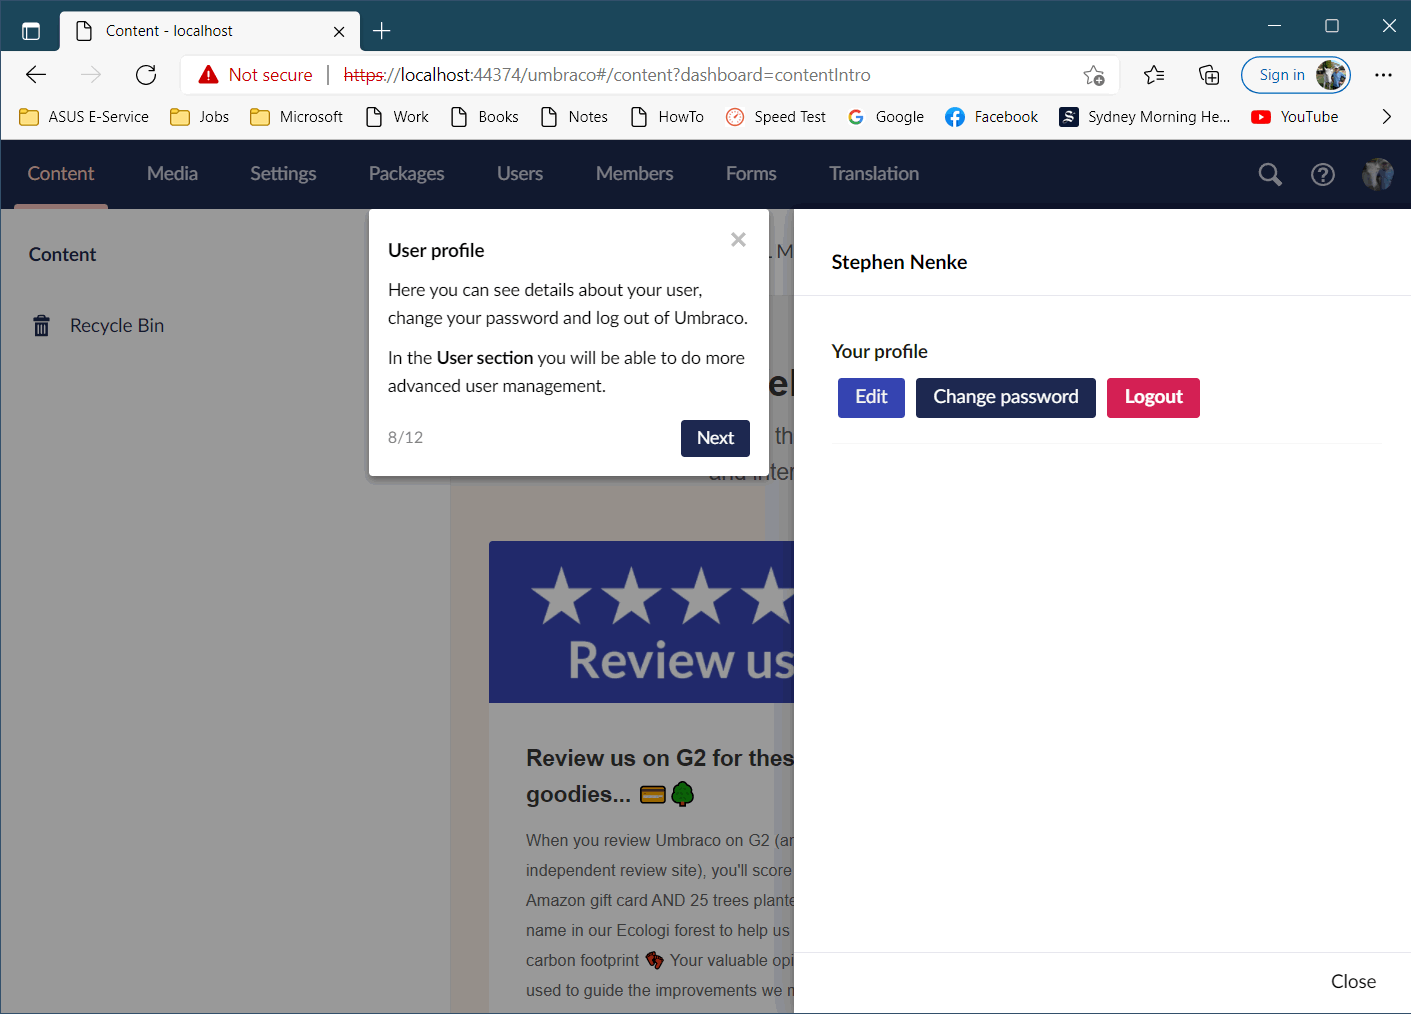 Content - localhost
Not secure | https://localhost:44374/umbraco#/content?dashboard=contentIntro
Sign in
ASUS E-Service Jobs Microsoft Work Books Notes HowTo Speed Test Google Facebook Sydney Morning He... YouTube
Content Media Settings Packages Users Members Forms Translation
Content
Recycle Bin
User profile
Here you can see details about your user,
change your password and log out of Umbraco.
In the User section you will be able to do more
advanced user management.
8/12
Next
M
el
th
and inter
Review us
Review us on G2 for thes
goodies...
When you review Umbraco on G2 (ar
independent review site), you'll score
Amazon gift card AND 25 trees plante
name in our Ecologi forest to help us
carbon footprint 👣 Your valuable opi
used to guide the improvements we m
Stephen Nenke
Your profile
Edit Change password Logout
Close